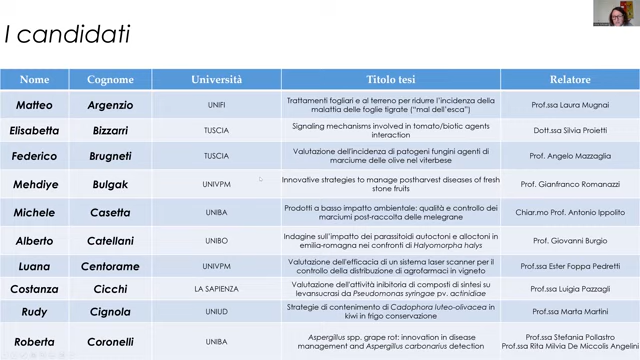 I candidati
Nome Cognome Università Titolo tesi Relatore
Matteo Argenzio UNIFI Trattamenti fogliari e al terreno per ridurre l'incidenza della malattia delle foglie tigrate ("mal dell'esca") Prof.ssa Laura Mugnai
Elisabetta Bizzarri TUSCIA Signaling mechanisms involved in tomato/biotic agents interaction Dott.ssa Silvia Proietti
Federico Brugneti TUSCIA Valutazione dell'incidenza di patogeni fungini agenti di marciume delle olive nel viterbese Prof. Angelo Mazzaglia
Mehdiye Bulgak UNIVPM Innovative strategies to manage postharvest diseases of fresh stone fruits Prof. Gianfranco Romanazzi
Michele Casetta UNIBA Prodotti a basso impatto ambientale: qualità e controllo dei marciumi post-raccolta delle melegrane Chiar.mo Prof. Antonio Ippolito
Alberto Catellani UNIBO Indagine sull'impatto dei parassitoidi autoctoni e alloctoni in emilia-romagna nei confronti di Halyomorpha halys Prof. Giovanni Burgio
Luana Centorame UNIVPM Valutazione dell'efficacia di un sistema laser scanner per il controllo della distribuzione di agrofarmaci in vigneto Prof.ssa Ester Foppa Pedretti
Costanza Cicchi LA SAPIENZA Valutazione dell'attività inibitoria di composti di sintesi su levansucrasi da Pseudomonas syringae pv. actinidiae Prof.ssa Luigia Pazzagli
Rudy Cignola UNIUD Strategie di contenimento di Cadophora luteo-olivacea in kiwi in frigo conservazione Prof.ssa Marta Martini
Roberta Coronelli UNIBA Aspergillus spp. grape rot: innovation in disease management and Aspergillus carbonarius detection Prof.ssa Stefania Pollastro Prof.ssa Rita Milvia De Miccolis Angelini